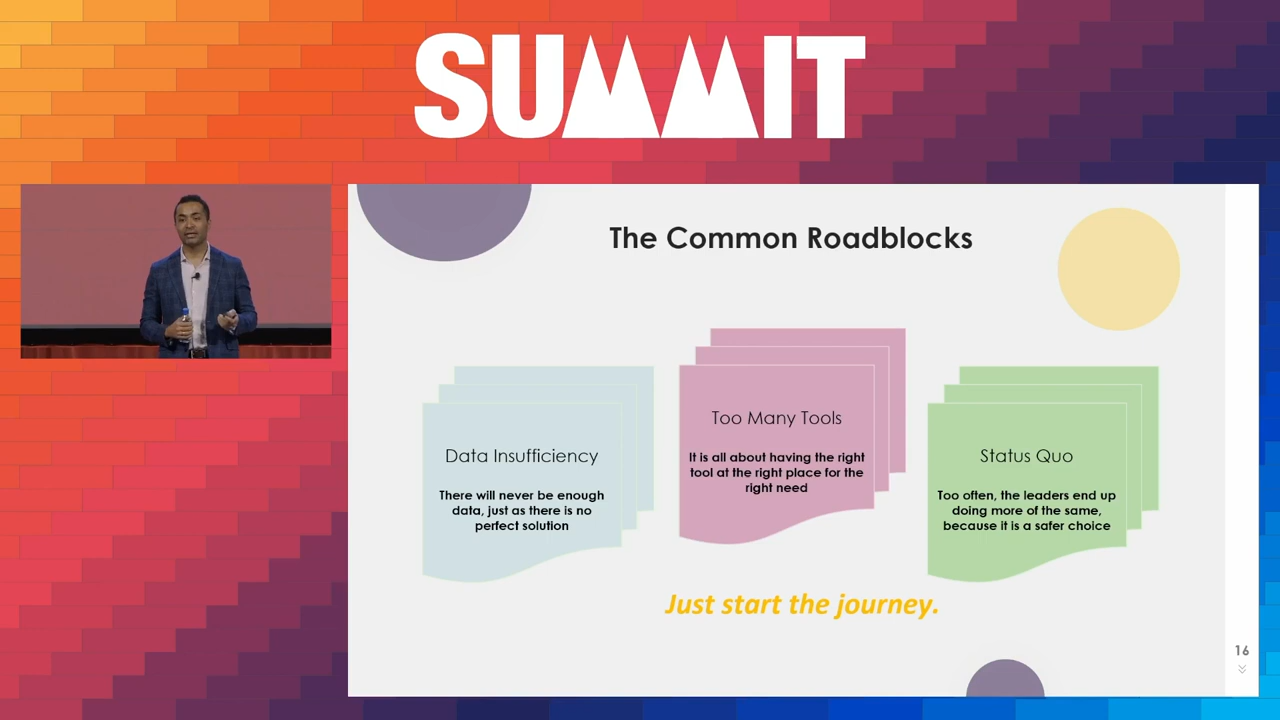 SUMMIT
The Common Roadblocks
Data Insufficiency
There will never be enough
data, just as there is no
perfect solution
Too Many Tools
It is all about having the right
tool at the right place for the
right need
Status Quo
Too often, the leaders end up
doing more of the same,
because it is a safer choice
Just start the journey.
16